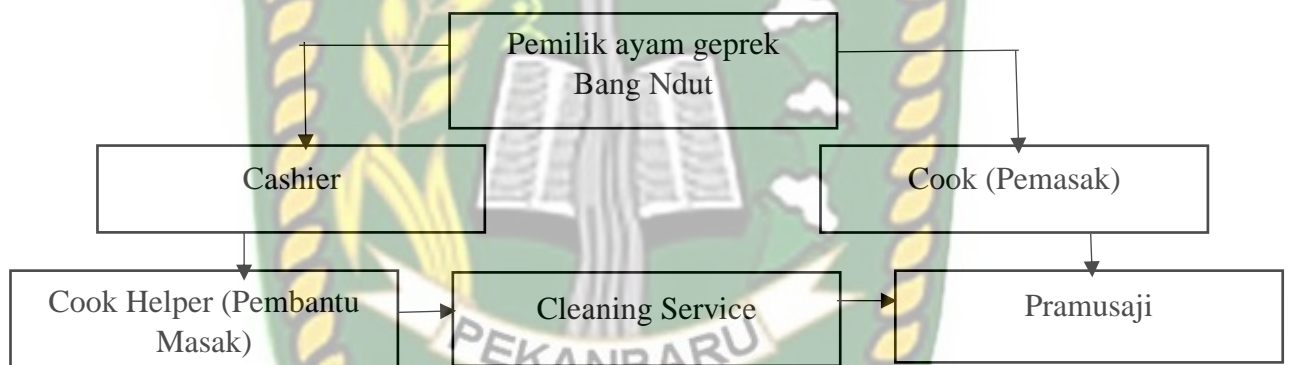 Pemilik ayam geprek
Bang Ndut
Cashier
Cook (Pemasak)
Cook Helper (Pembantu
Masak)
Cleaning Service
Pramusaji
PEKANBARU